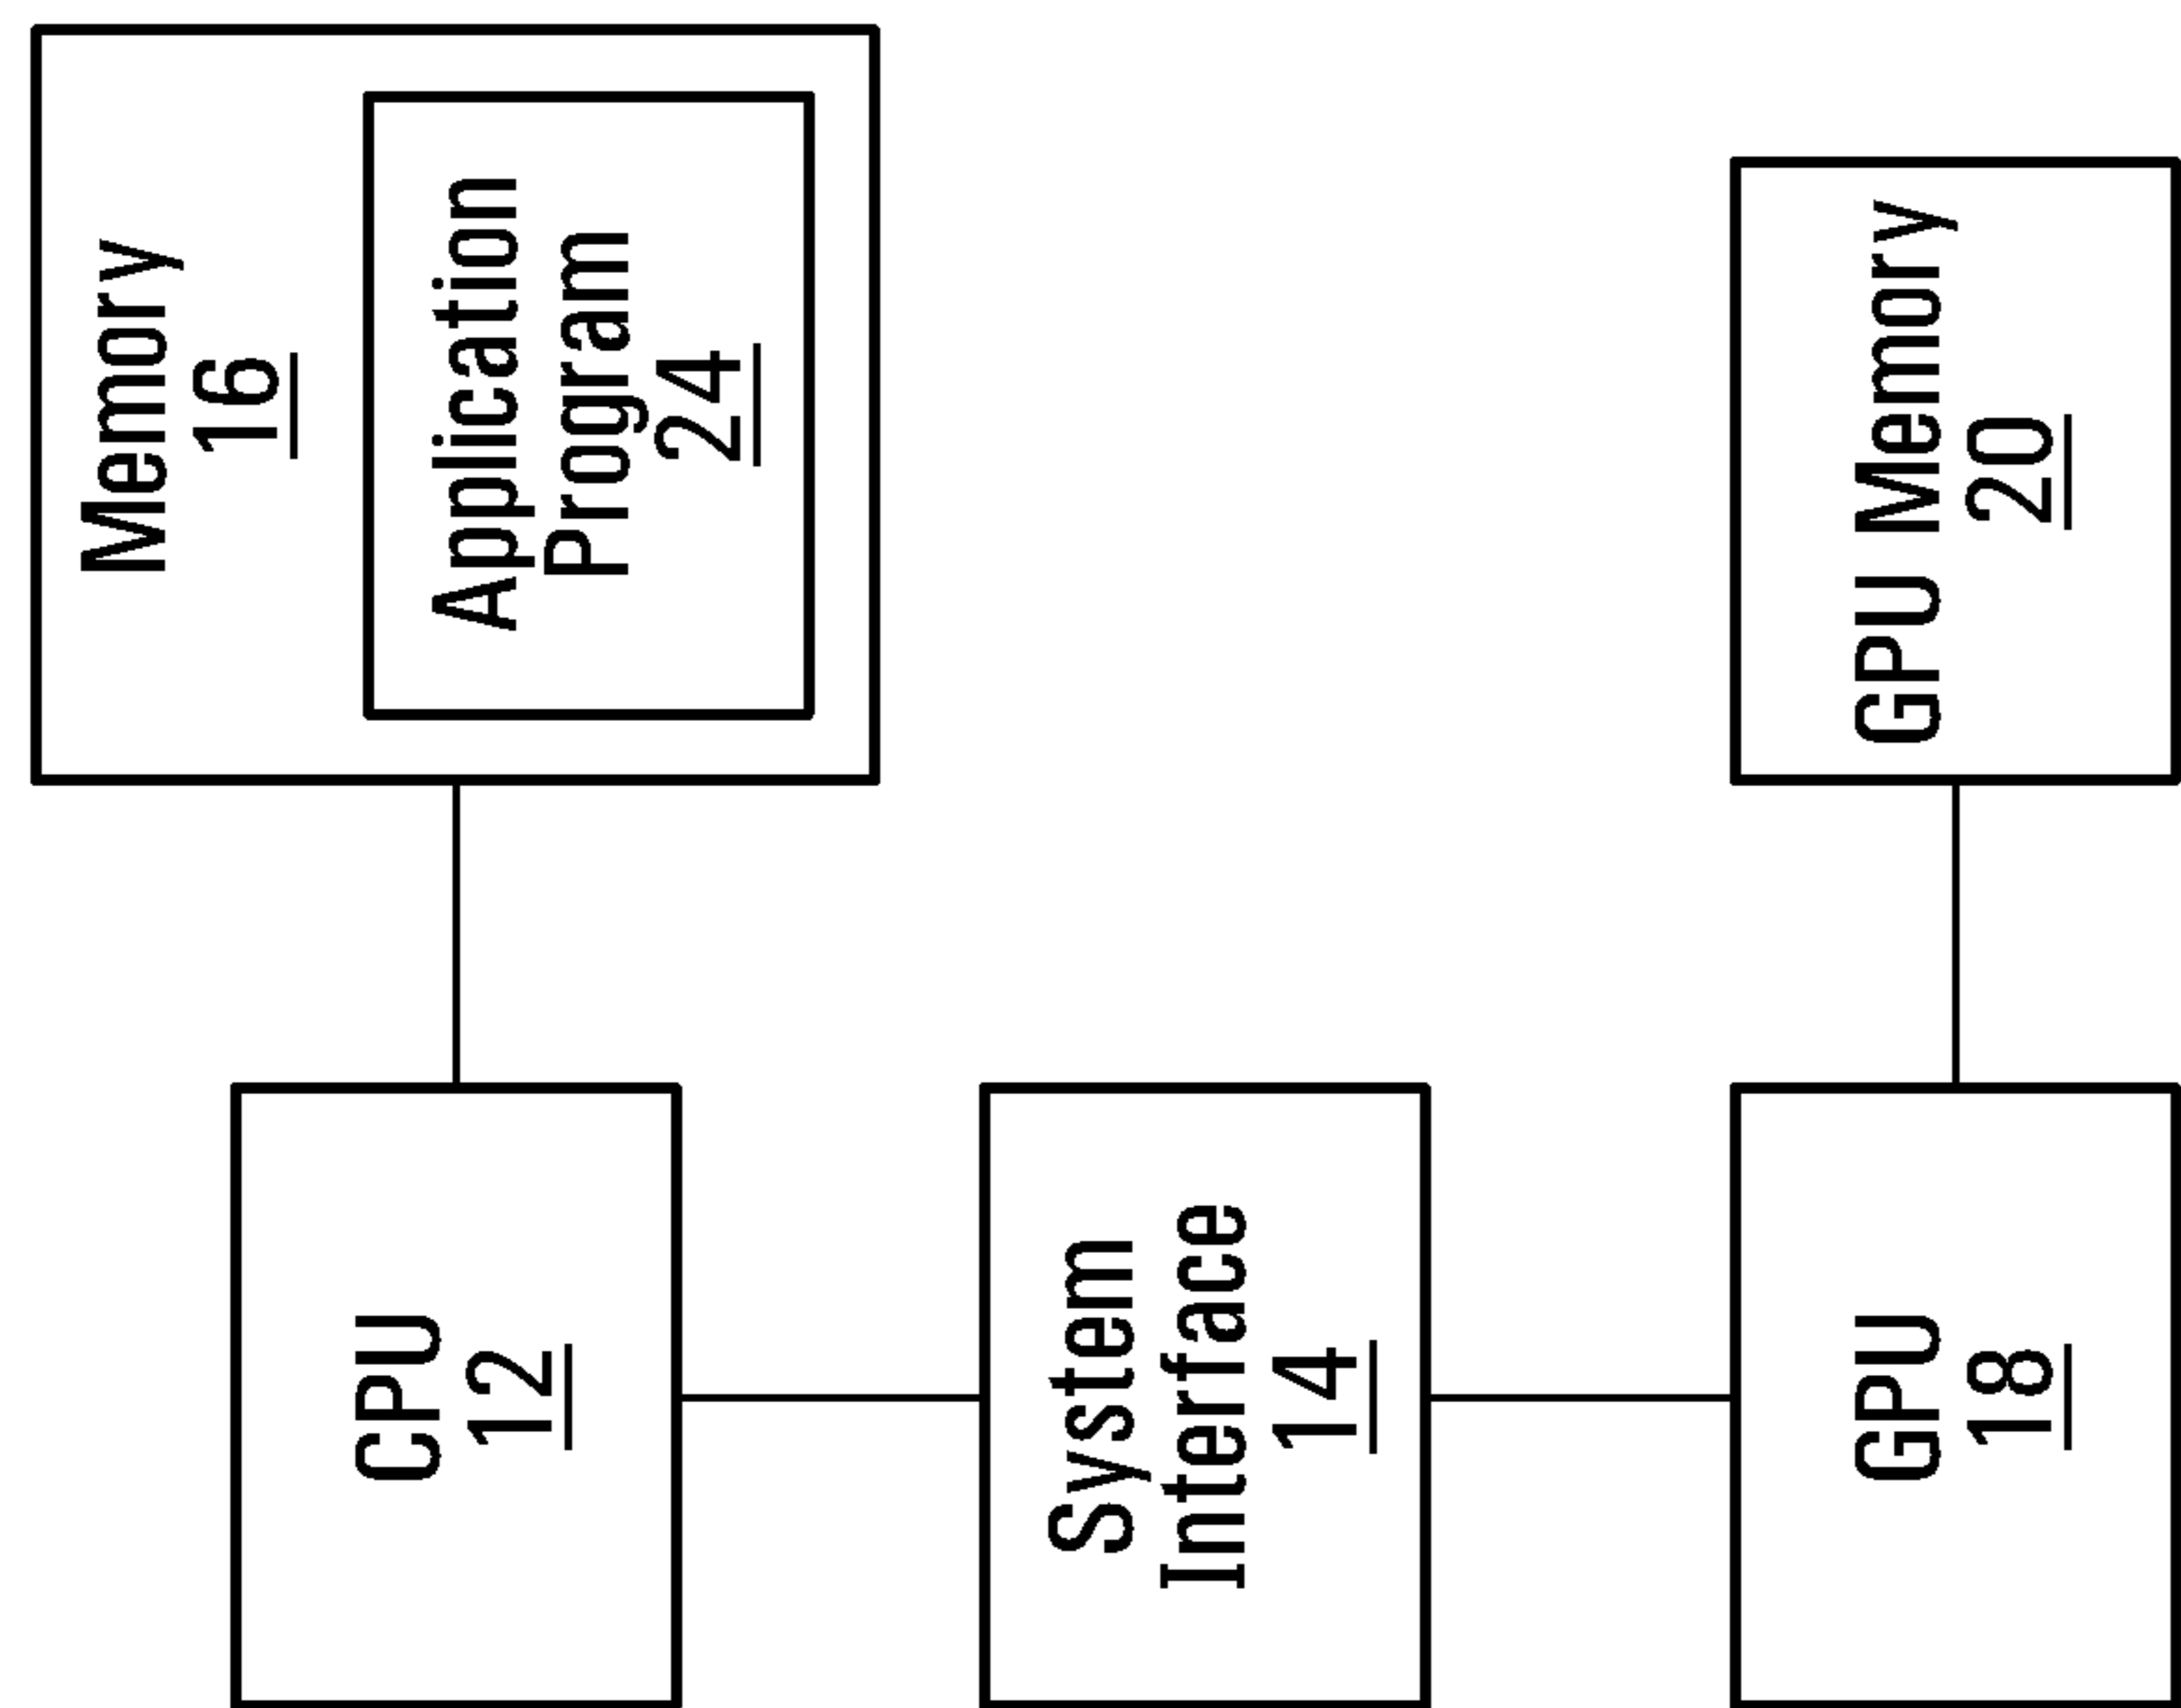 CPU
12
Memory
16
Application
Program
24
System
Interface
14
GPU
18
GPU Memory
20